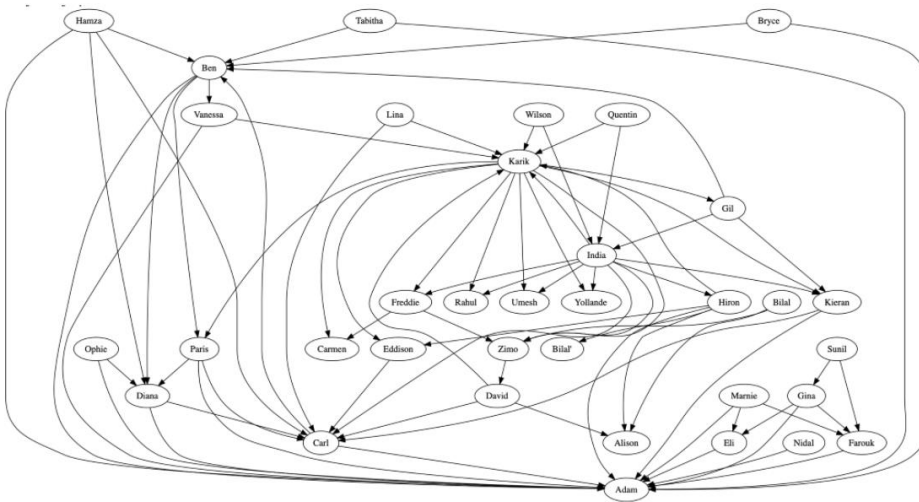 Hamza
Tabitha
Bryce
Ben
Vanessa
Lina
Wilson
Quentin
Karik
Gil
India
Freddie
Rahul
Umesh
Yollande
Hiron
Bilal
Kieran
Ophie
Paris
Carmen
Eddison
Zimo
Bilal'
Sunil
Diana
David
Marnie
Gina
Carl
Alison
Eli
Nidal
Farouk
Adam